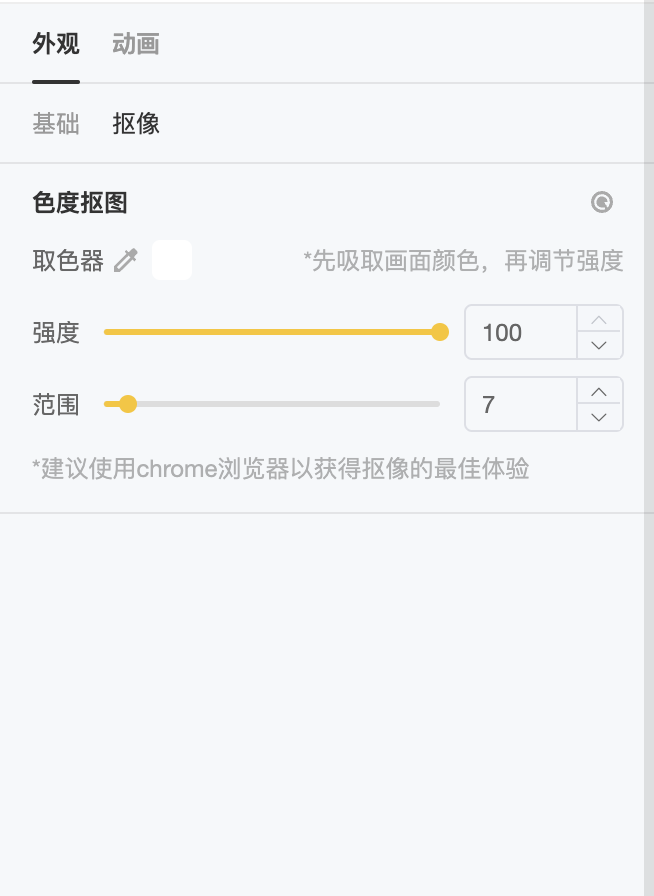 外观 动画
基础 抠像
色度抠图
取色器 *先吸取画面颜色，再调节强度
强度 100
范围 7
*建议使用chrome浏览器以获得抠像的最佳体验